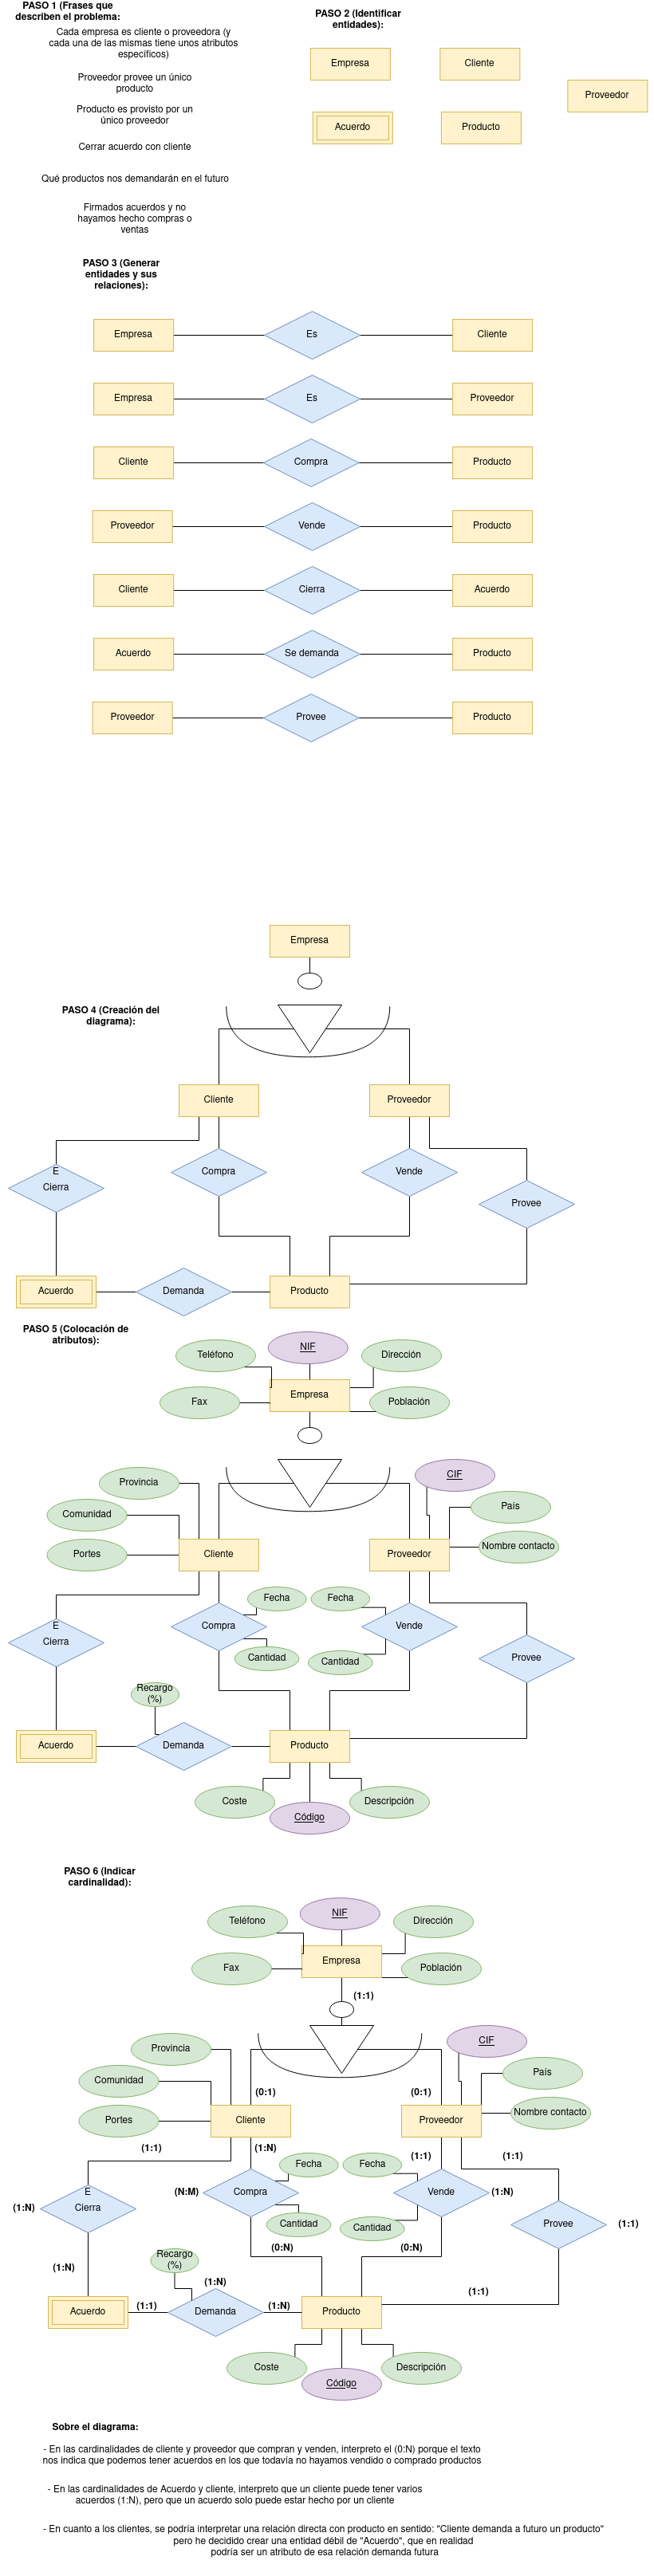 PASO 1 (Frases que
describen el problema:
Cada empresa es cliente o proveedora (y
cada una de las mismas tiene unos atributos
específicos)
Proveedor provee un único
producto
Producto es provisto por un
único proveedor
Cerrar acuerdo con cliente
Qué productos nos demandarán en el futuro
Firmados acuerdos y no
hayamos hecho compras o
ventas
PASO 2 (Identificar
entidades):
Empresa
Cliente
Proveedor
Acuerdo
Producto
PASO 3 (Generar
entidades y sus
relaciones):
Empresa
Es
Cliente
Empresa
Es
Proveedor
Cliente
Compra
Producto
Proveedor
Vende
Producto
Cliente
Cierra
Acuerdo
Acuerdo
Se demanda
Producto
Proveedor
Provee
Producto
Empresa
PASO 4 (Creación del
diagrama):
Cliente
Proveedor
E
Cierra
Compra
Vende
Provee
Acuerdo
Demanda
Producto
PASO 5 (Colocación de
atributos):
Teléfono
NIF
Dirección
Fax
Empresa
Población
Provincia
CIF
Comunidad
País
Portes
Cliente
Proveedor
Nombre contacto
Fecha
Fecha
E
Cierra
Compra
Vende
Cantidad
Cantidad
Provee
Recargo
(%)
Acuerdo
Demanda
Producto
Coste
Código
Descripción
PASO 6 (Indicar
cardinalidad):
Teléfono
NIF
Dirección
Fax
Empresa
Población
(1:1)
Provincia
CIF
Comunidad
País
(0:1)
(0:1)
Portes
Cliente
Proveedor
Nombre contacto
(1:1)
(1:N)
(1:1)
(1:1)
Fecha
Fecha
(1:N)
E
Cierra
(N:M)
Compra
Vende
(1:N)
Cantidad
Cantidad
Provee
(1:1)
(0:N)
(0:N)
(1:N)
Recargo
(%)
(1:N)
(1:1)
Acuerdo
(1:1)
Demanda
(1:N)
Producto
Coste
Código
Descripción
Sobre el diagrama:
- En las cardinalidades de cliente y proveedor que compran y venden, interpreto el (0:N) porque el texto
nos indica que podemos tener acuerdos en los que todavía no hayamos vendido o comprado productos
- En las cardinalidades de Acuerdo y cliente, interpreto que un cliente puede tener varios
acuerdos (1:N), pero que un acuerdo solo puede estar hecho por un cliente
- En cuanto a los clientes, se podría interpretar una relación directa con producto en sentido: "Cliente demanda a futuro un producto"
pero he decidido crear una entidad débil de "Acuerdo", que en realidad
podría ser un atributo de esa relación demanda futura